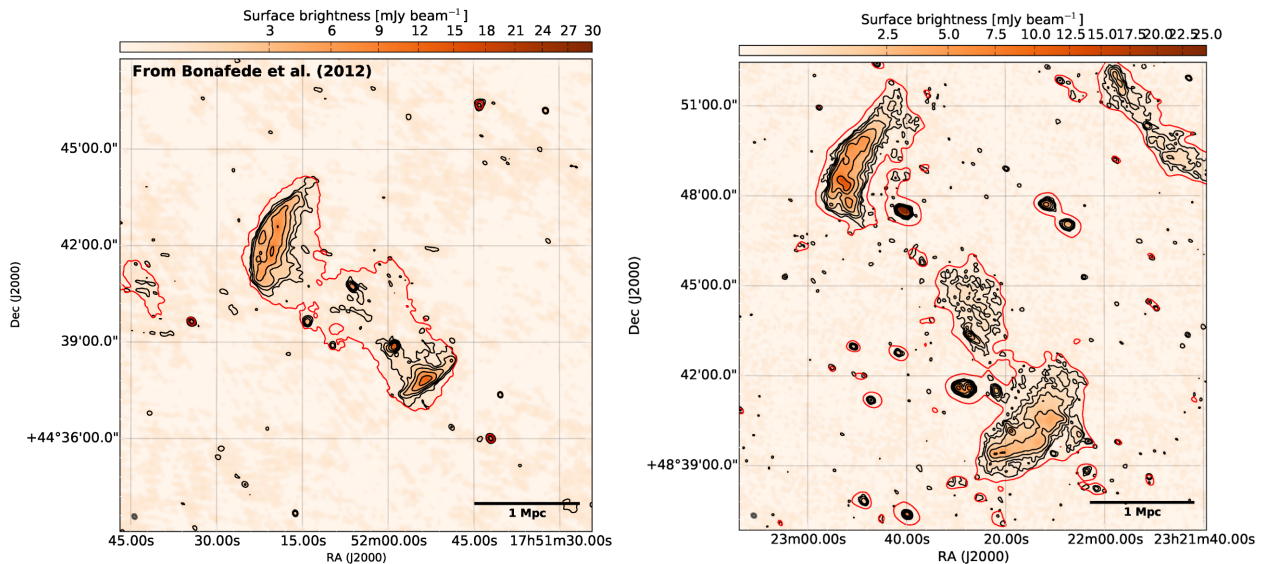 Surface brightness [mJy beam⁻¹]
3 6 9 12 15 18 21 24 27 30
From Bonafede et al. (2012)
Dec (J2000)
45'00.0"
42'00.0"
39'00.0"
+44°36'00.0"
1 Mpc
45.00s 30.00s 15.00s 52m00.00s 45.00s 17h51m30.00s
RA (J2000)
Surface brightness [mJy beam⁻¹]
2.5 5.0 7.5 10.0 12.5 15.0 17.5 20.0 22.5 25.0
Dec (J2000)
51'00.0"
48'00.0"
45'00.0"
42'00.0"
+48°39'00.0"
1 Mpc
23m00.00s 40.00s 20.00s 22m00.00s 23h21m40.00s
RA (J2000)